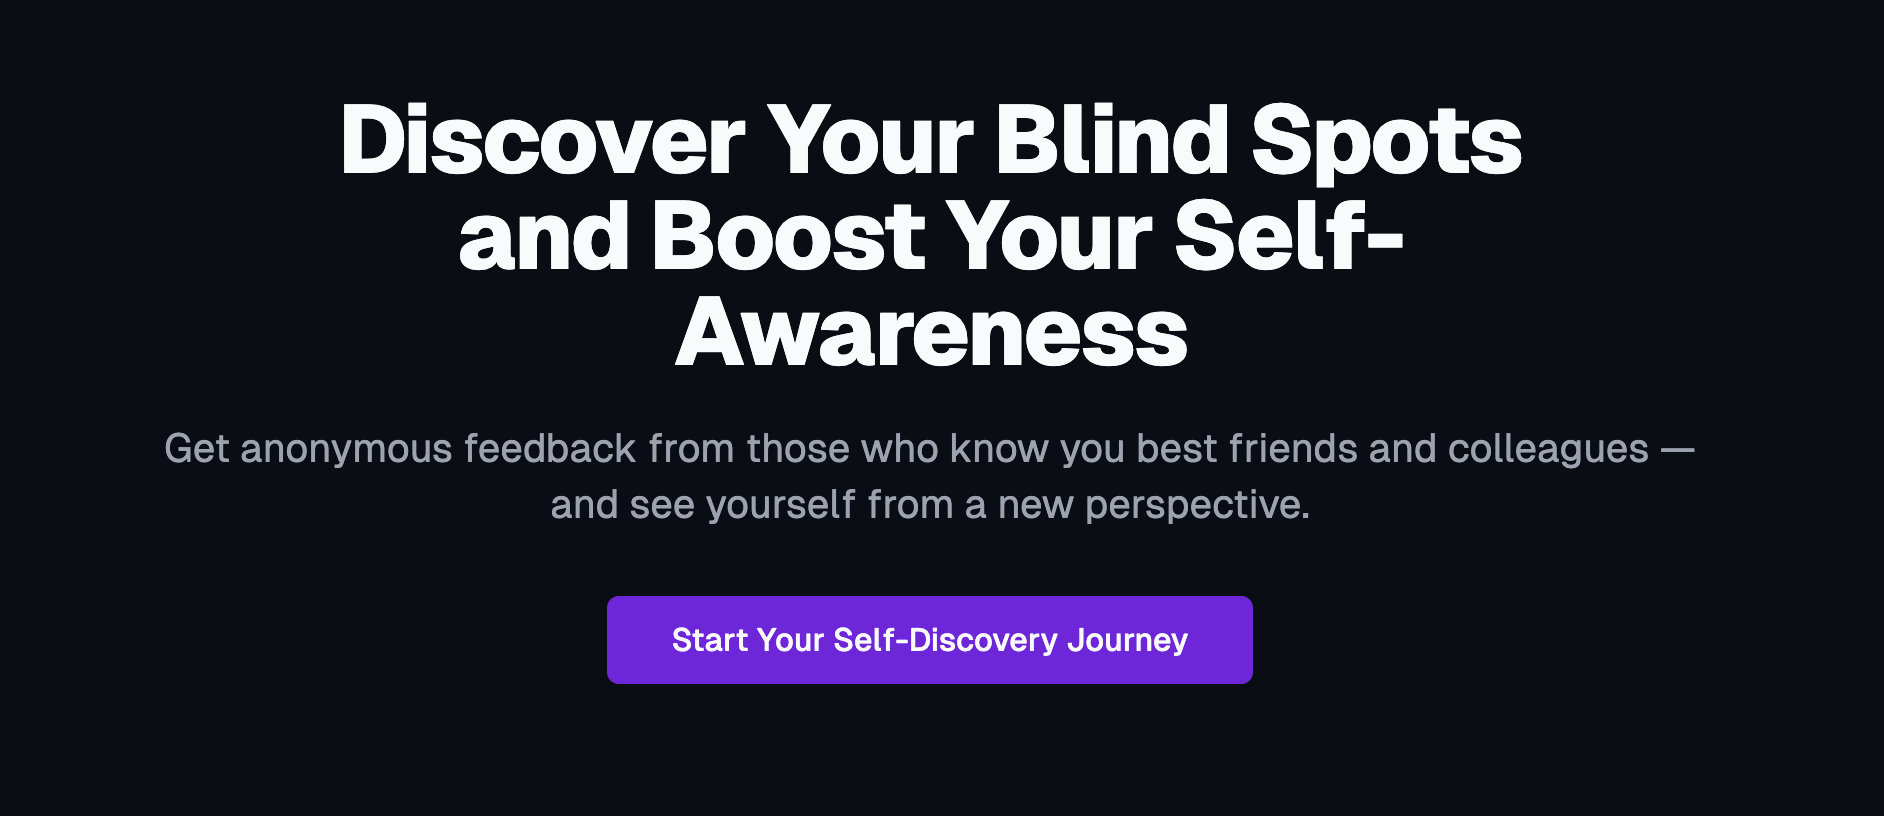 Discover Your Blind Spots
and Boost Your Self-
Awareness
Get anonymous feedback from those who know you best friends and colleagues —
and see yourself from a new perspective.
Start Your Self-Discovery Journey